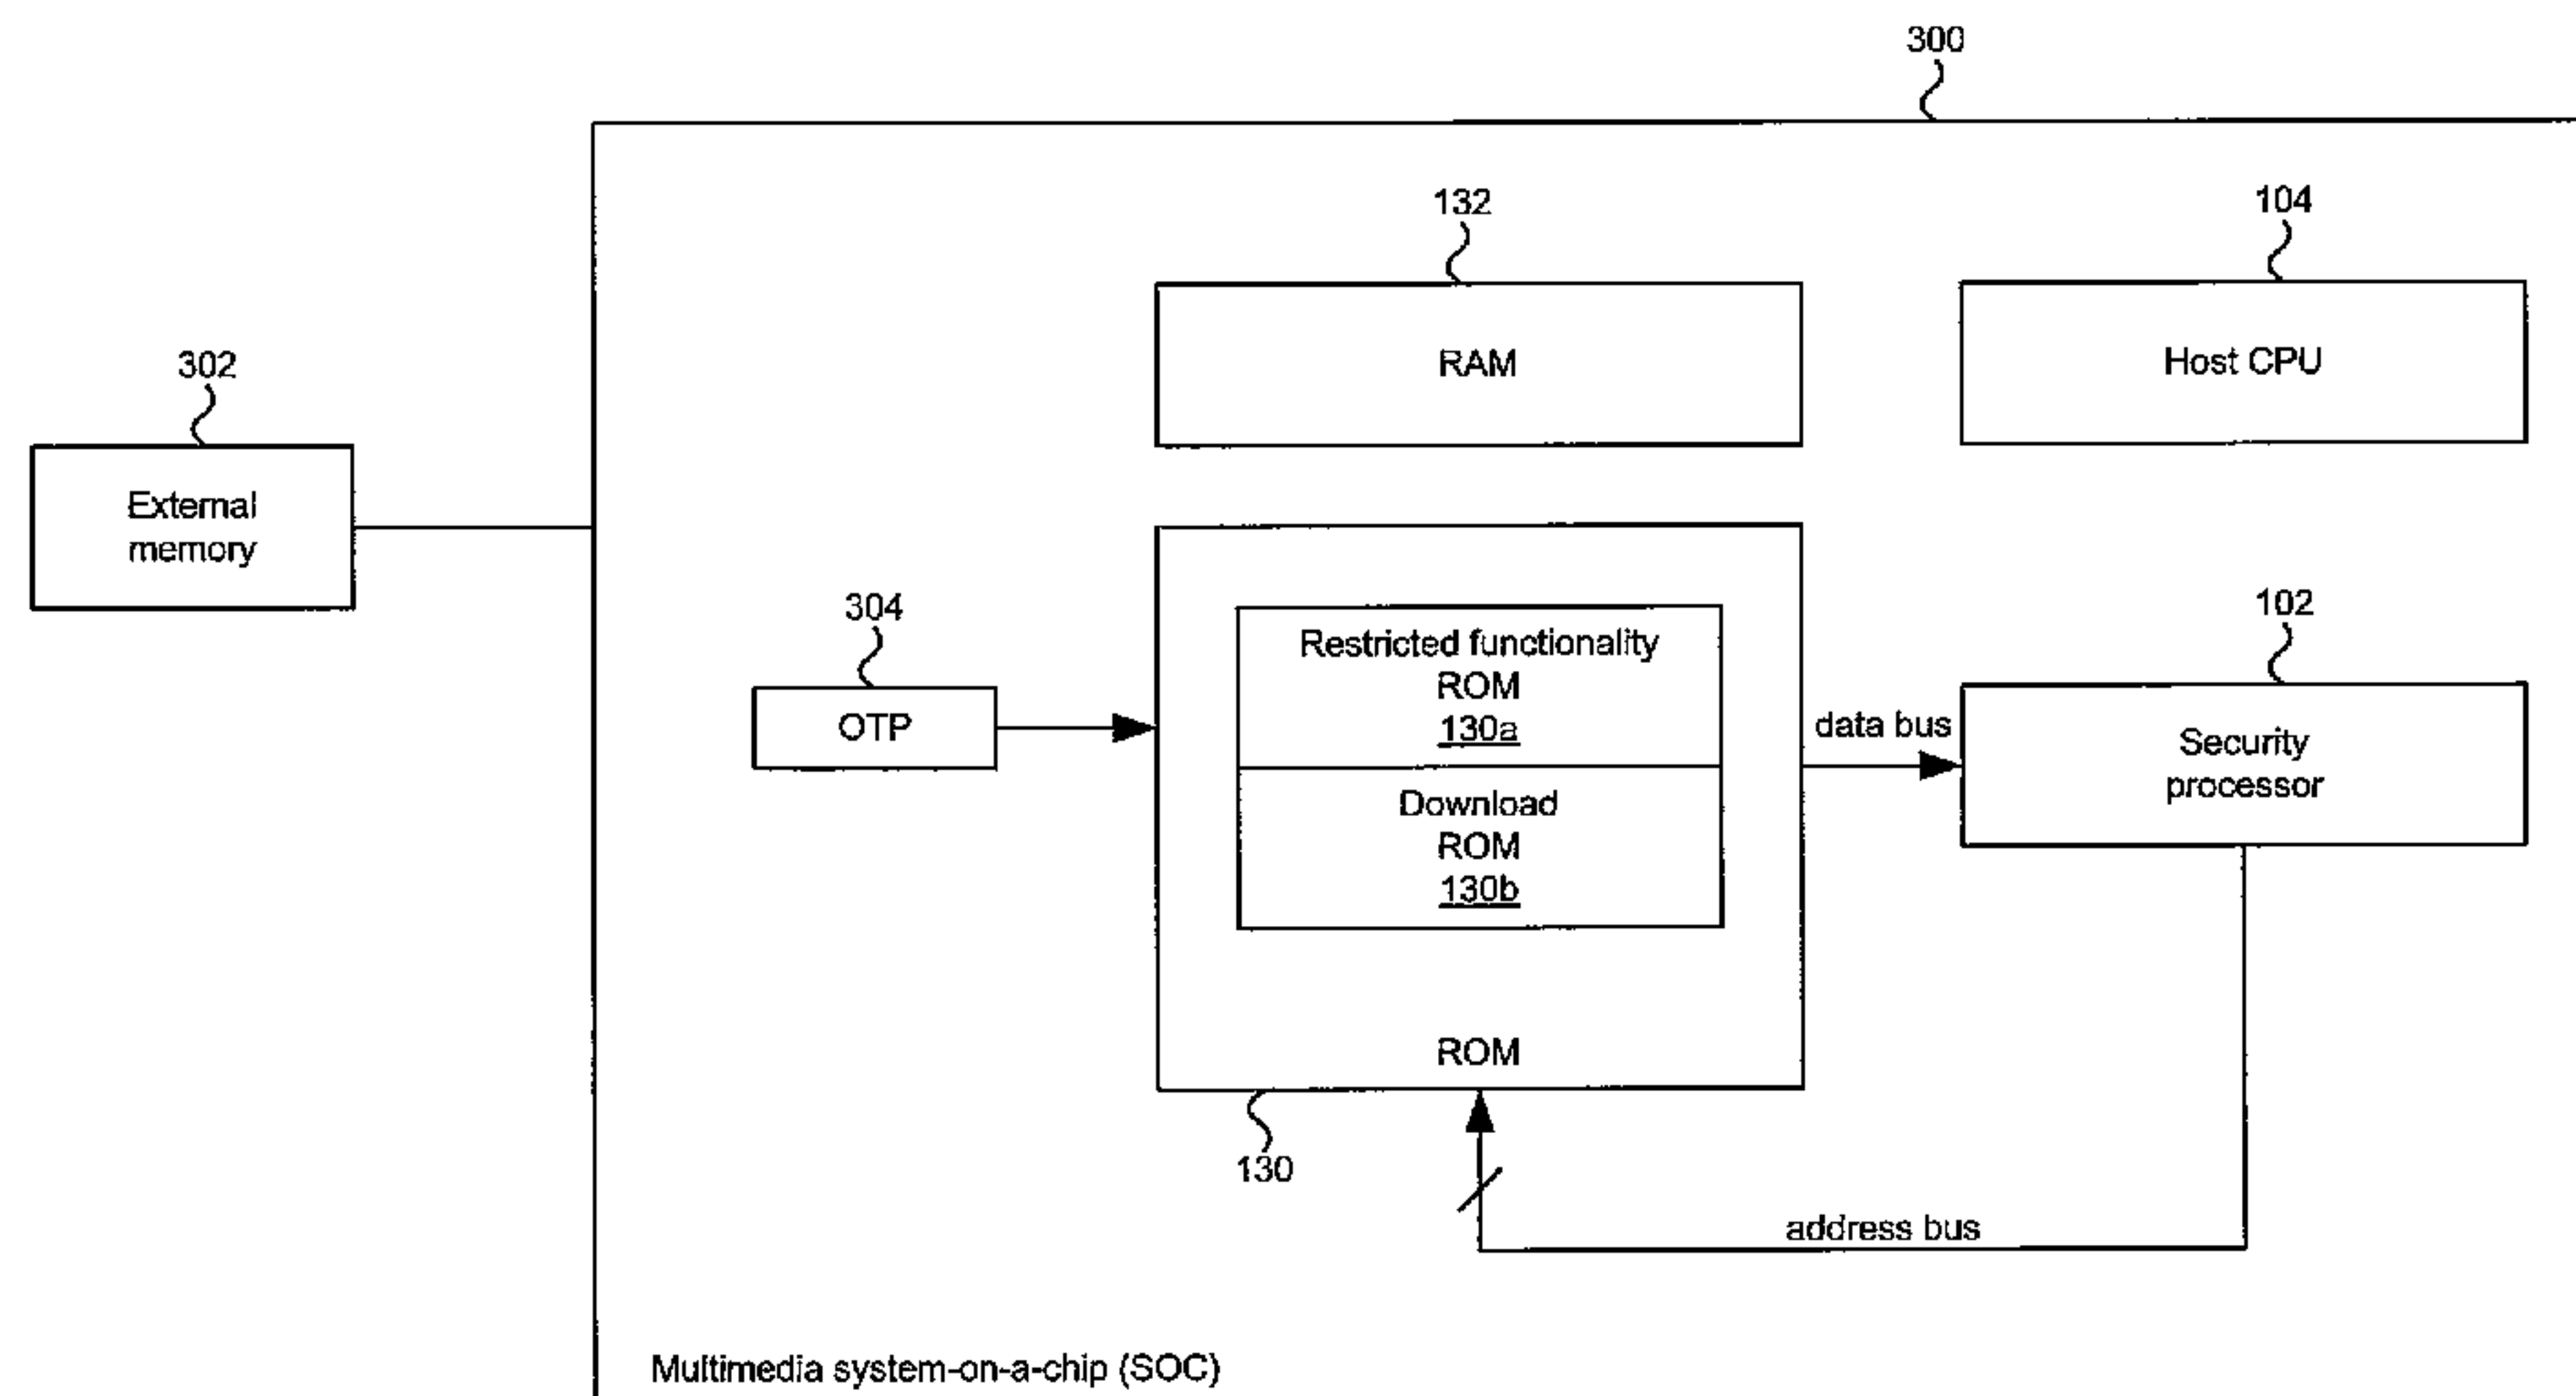 300
132
104
RAM
Host CPU
302
External
memory
304
OTP
Restricted functionality
ROM
130a
Download
ROM
130b
ROM
130
data bus
102
Security
processor
address bus
Multimedia system-on-a-chip (SOC)